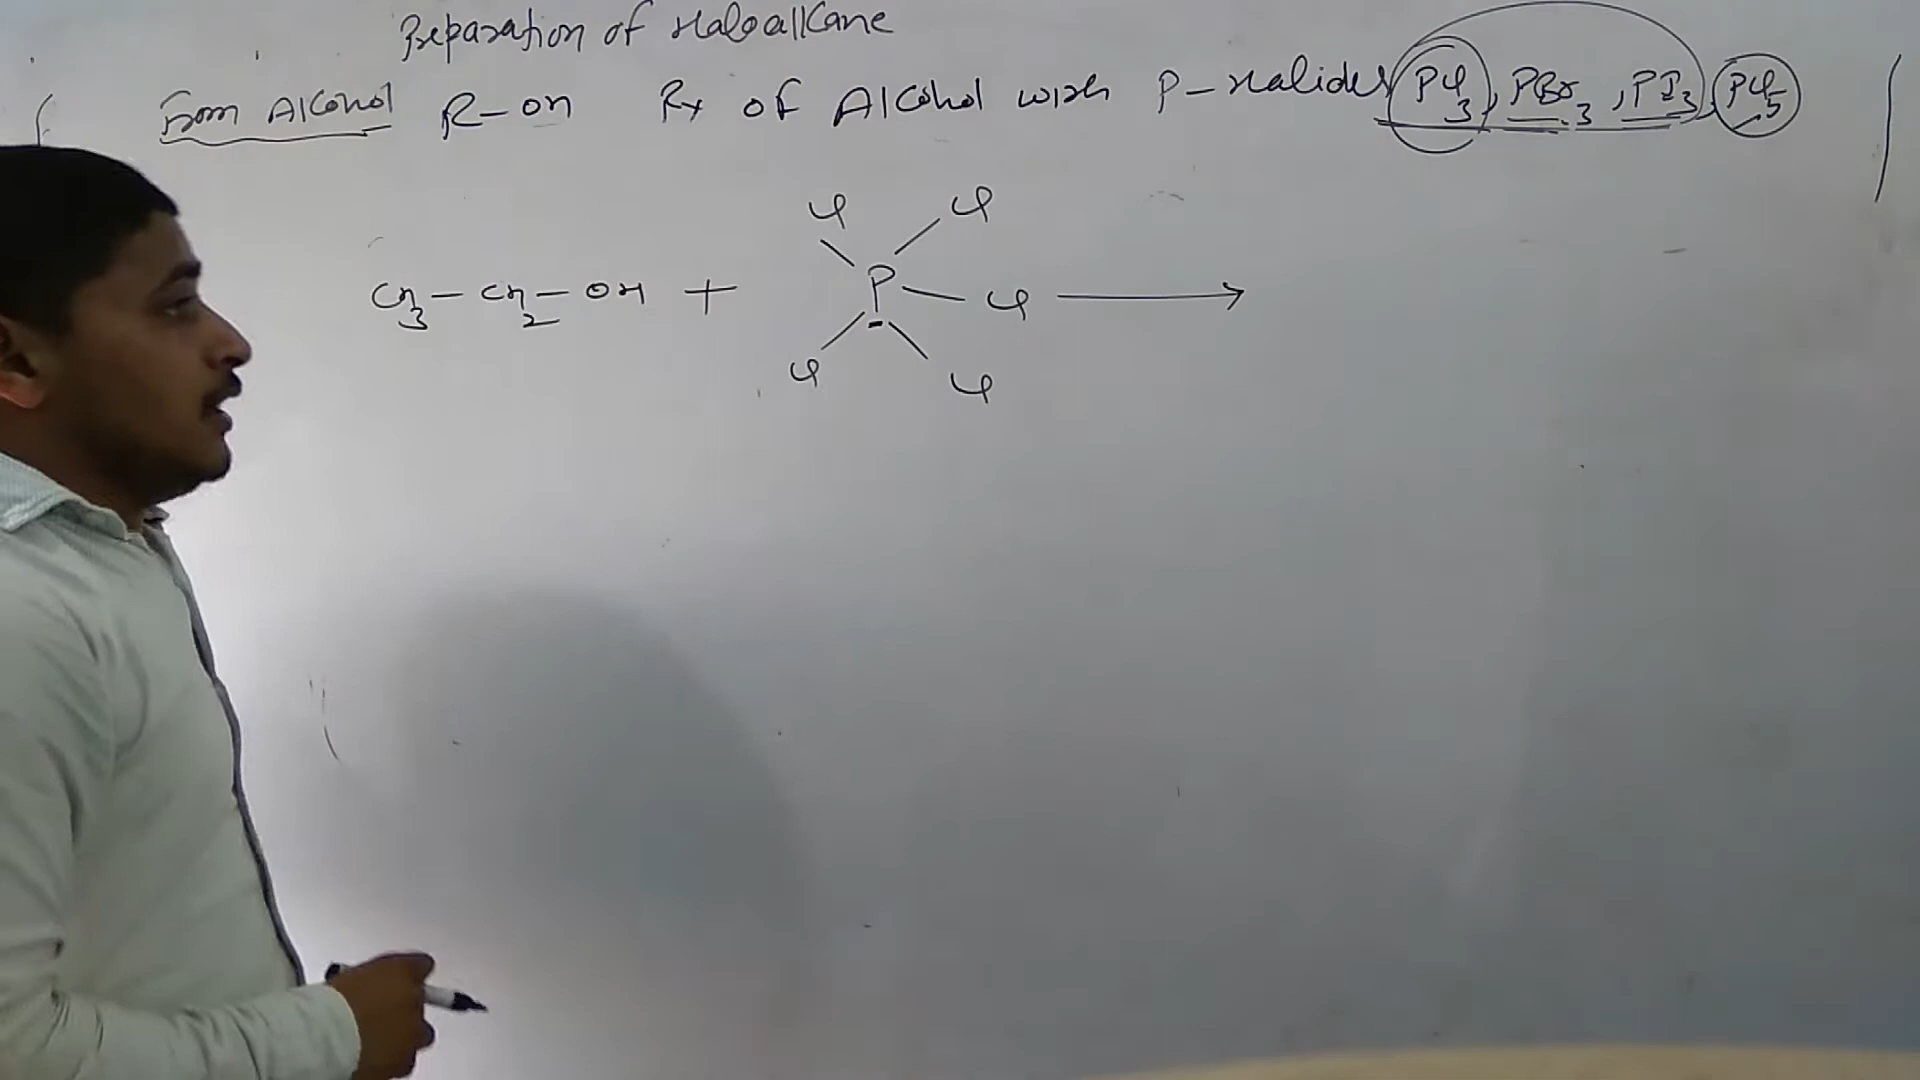 Preparation of Haloalkane
From Alcohol R-OH Rx of Alcohol with P-Halides PCl3, PBr3, PI3, PCl5
Cl Cl
CH3-CH2-OH + P-Cl →
Cl Cl